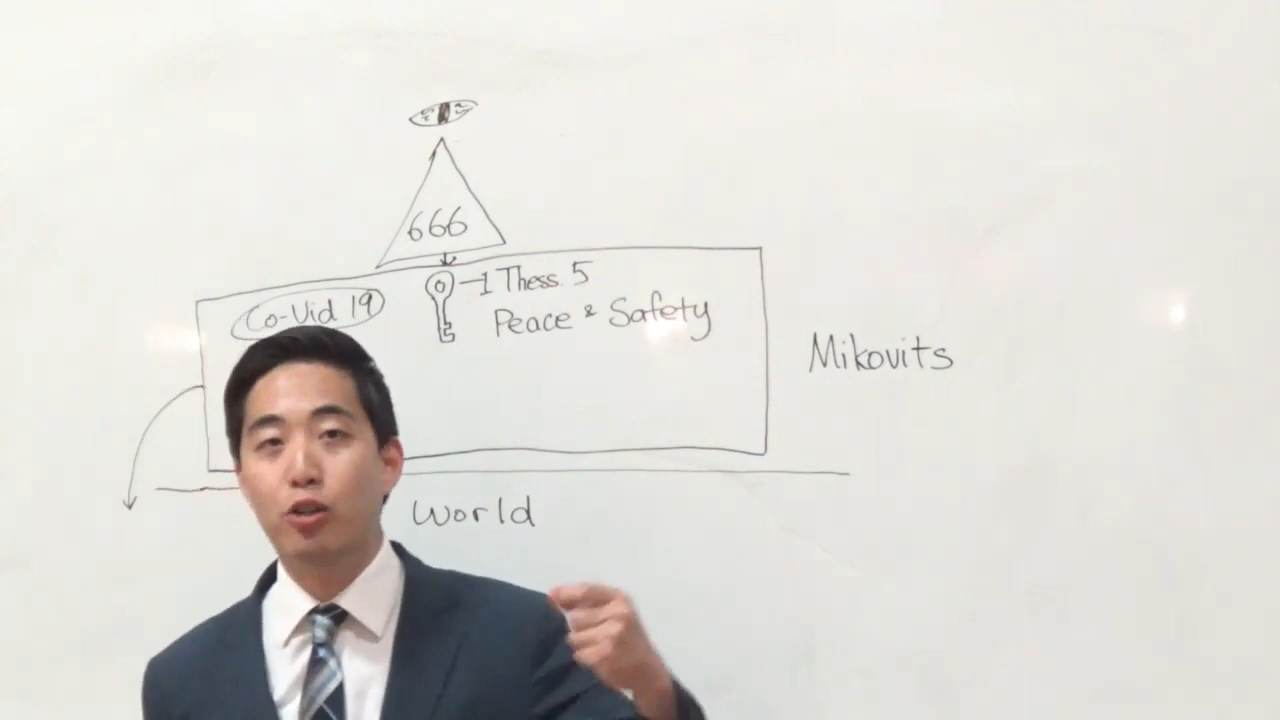 666
Co-Vid 19
1 Thess. 5
Peace & Safety
Mikovits
World